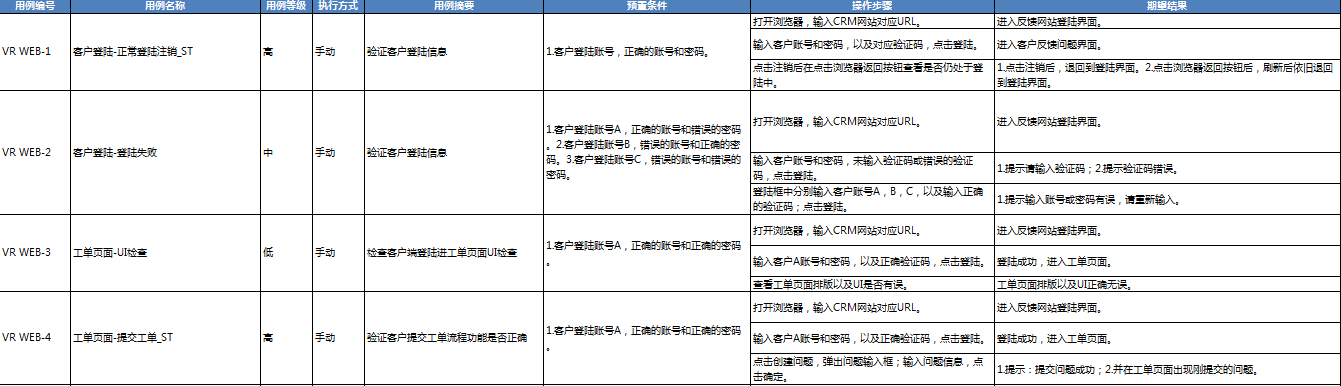 用例编号 用例名称 用例等级 执行方式 用例摘要 预置条件 操作步骤 期望结果
VR WEB-1 客户登陆-正常登陆注销_ST 高 手动 验证客户登陆信息 1.客户登陆账号，正确的账号和密码。
打开浏览器，输入CRM网站对应URL。 进入反馈网站登陆界面。
输入客户账号和密码，以及对应验证码，点击登陆。 进入客户反馈问题界面。
点击注销后在点击浏览器返回按钮查看是否仍处于登
陆中。
1.点击注销后，退回到登陆界面。2.点击浏览器返回按钮后，刷新后依旧退回
到登陆界面。
VR WEB-2 客户登陆-登陆失败 中 手动 验证客户登陆信息
1.客户登陆账号A，正确的账号和错误的密码
。2.客户登陆账号B，错误的账号和正确的密
码。3.客户登陆账号C，错误的账号和错误的
密码。
打开浏览器，输入CRM网站对应URL。 进入反馈网站登陆界面。
输入客户账号和密码，未输入验证码或错误的验证
码，点击登陆。
1.提示请输入验证码；2.提示验证码错误。
登陆框中分别输入客户账号A，B，C，以及输入正确
的验证码；点击登陆。
1.提示输入账号或密码有误，请重新输入。
VR WEB-3 工单页面-UI检查 低 手动 检查客户端登陆进工单页面UI检查
1.客户登陆账号A，正确的账号和正确的密码
。
打开浏览器，输入CRM网站对应URL。 进入反馈网站登陆界面。
输入客户A账号和密码，以及正确验证码，点击登陆。 登陆成功，进入工单页面。
查看工单页面排版以及UI是否有误。 工单页面排版以及UI正确无误。
VR WEB-4 工单页面-提交工单_ST 高 手动 验证客户提交工单流程功能是否正确
1.客户登陆账号A，正确的账号和正确的密码
。
打开浏览器，输入CRM网站对应URL。 进入反馈网站登陆界面。
输入客户A账号和密码，以及正确验证码，点击登陆。 登陆成功，进入工单页面。
点击创建问题，弹出问题输入框；输入问题信息，点
击确定。
1.提示：提交问题成功；2.并在工单页面出现刚提交的问题。